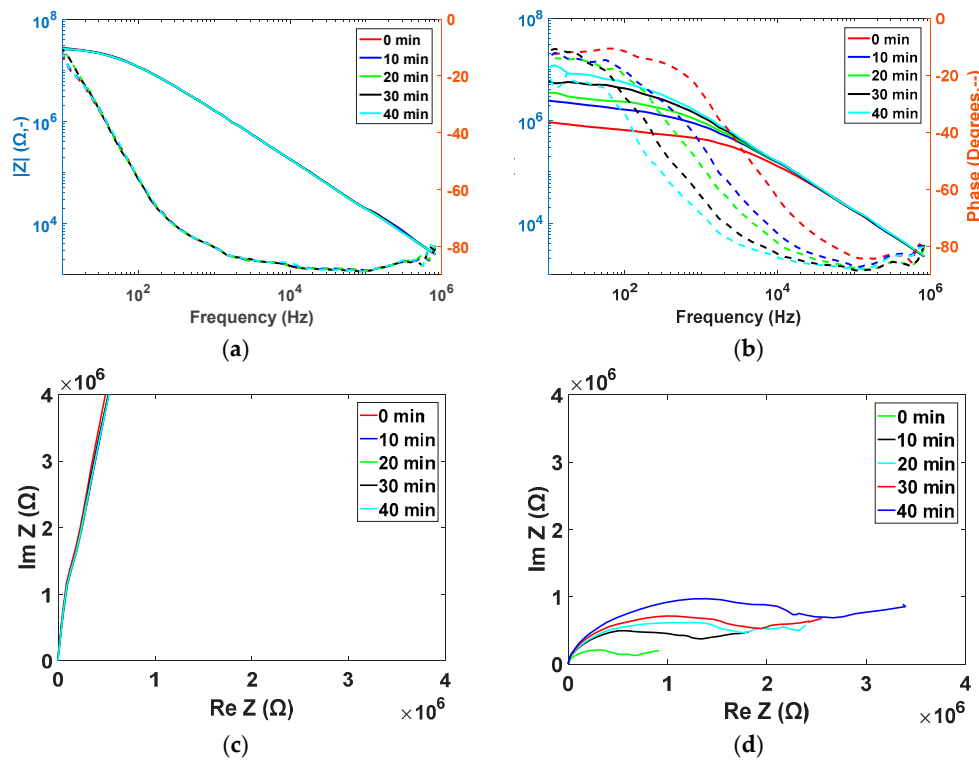 10^8
10^6
10^4
|Z| (Ω,-)
0
-20
-40
-60
-80
0 min
10 min
20 min
30 min
40 min
10^2
10^4
10^6
Frequency (Hz)
(a)
10^8
10^6
10^4
0
-20
-40
-60
-80
Phase (Degrees,--)
0 min
10 min
20 min
30 min
40 min
10^2
10^4
10^6
Frequency (Hz)
(b)
×10^6
4
3
2
1
0
Im Z (Ω)
0 min
10 min
20 min
30 min
40 min
0
1
2
3
4
Re Z (Ω)
×10^6
(c)
×10^6
4
3
2
1
0
Im Z (Ω)
0 min
10 min
20 min
30 min
40 min
0
1
2
3
4
Re Z (Ω)
×10^6
(d)